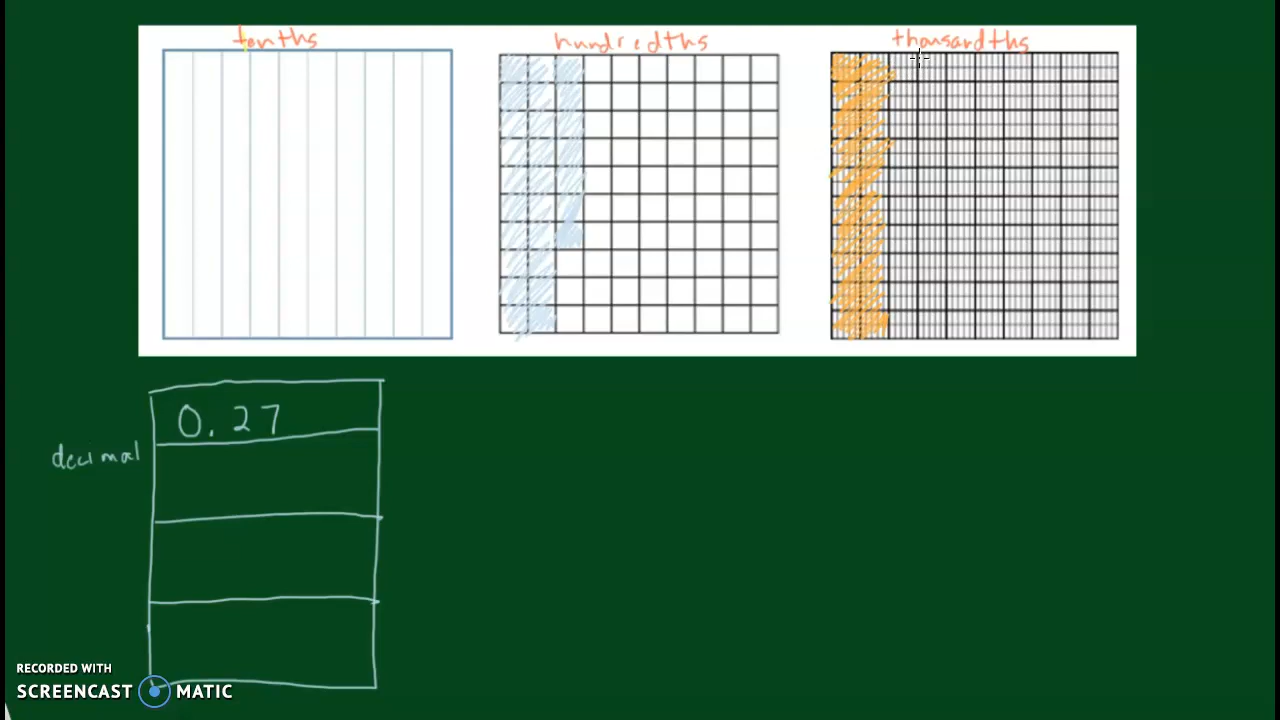 tenths
hundredths
thousandths
0.27
decimal
RECORDED WITH
SCREENCAST MATIC